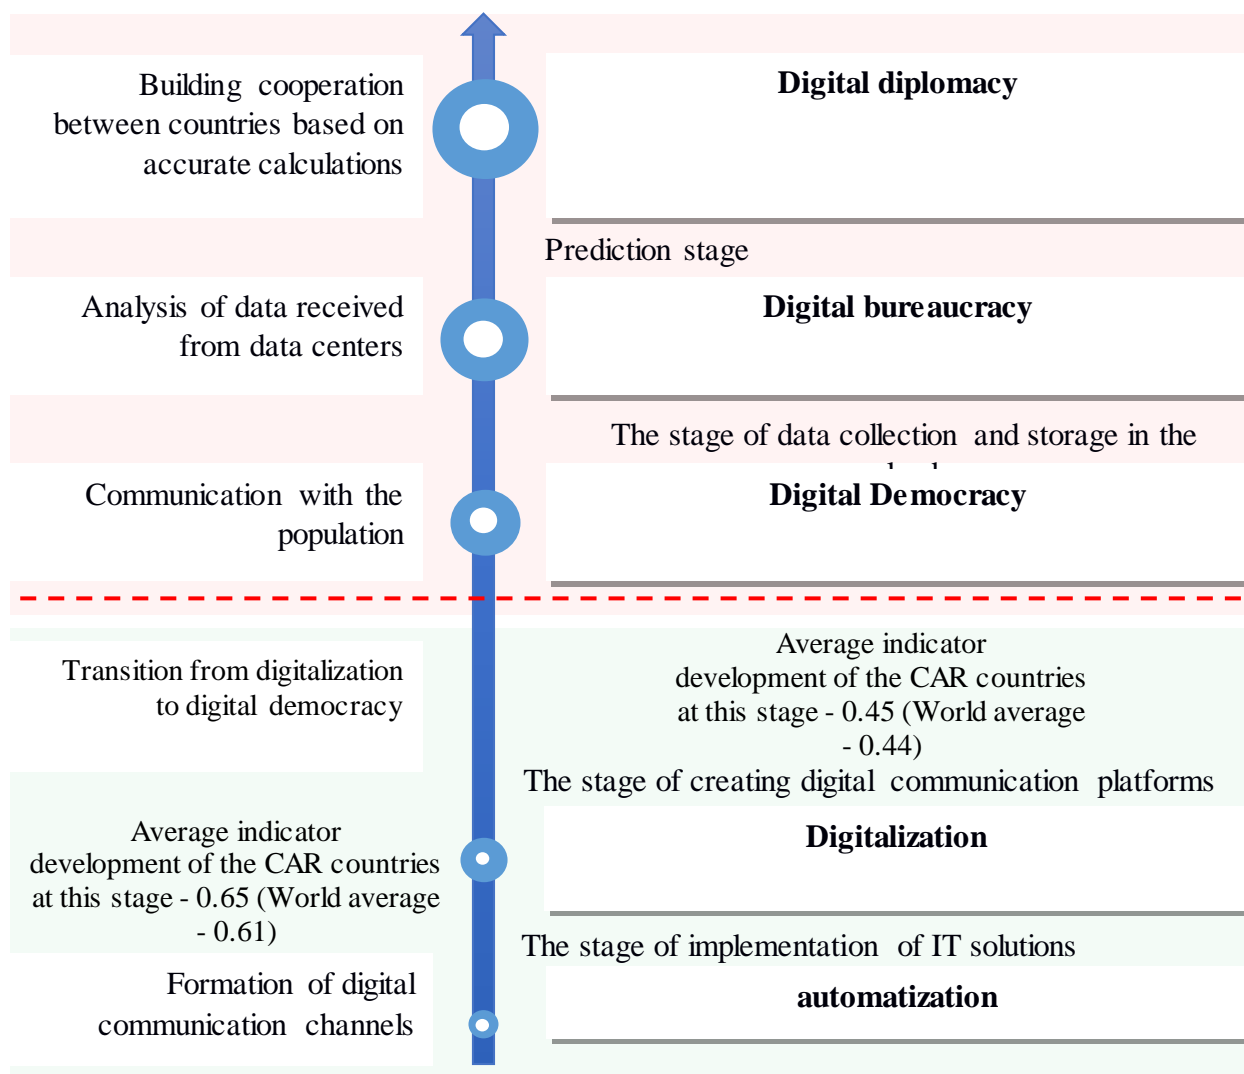 Building cooperation
between countries based on
accurate calculations
Digital diplomacy
Prediction stage
Analysis of data received
from data centers
Digital bureaucracy
The stage of data collection and storage in the
Communication with the
population
Digital Democracy
Transition from digitalization
to digital democracy
Average indicator
development of the CAR countries
at this stage - 0.45 (World average
- 0.44)
The stage of creating digital communication platforms
Average indicator
development of the CAR countries
at this stage - 0.65 (World average
- 0.61)
Digitalization
The stage of implementation of IT solutions
Formation of digital
communication channels
automatization